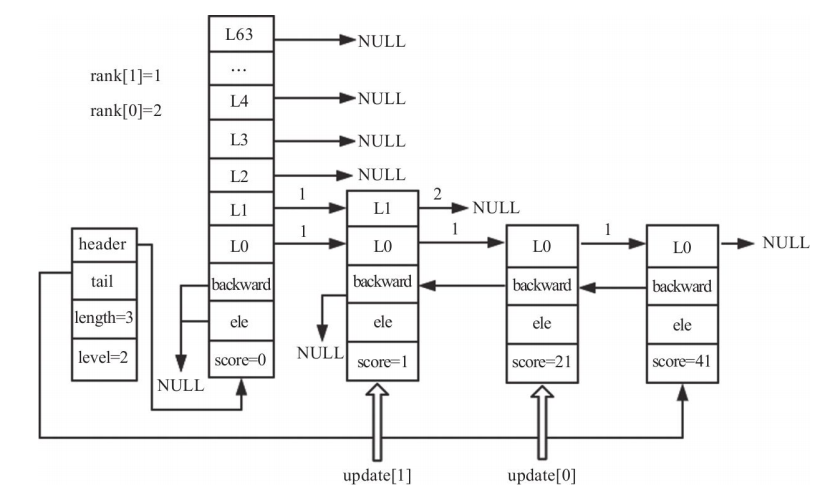 L63
NULL
rank[1]=1
...
rank[0]=2
L4
NULL
L3
NULL
L2
NULL
L1
1
L1
2
NULL
header
L0
1
L0
1
L0
1
L0
NULL
tail
backward
backward
backward
backward
length=3
ele
ele
ele
ele
level=2
score=0
NULL
score=1
score=21
score=41
NULL
update[1]
update[0]